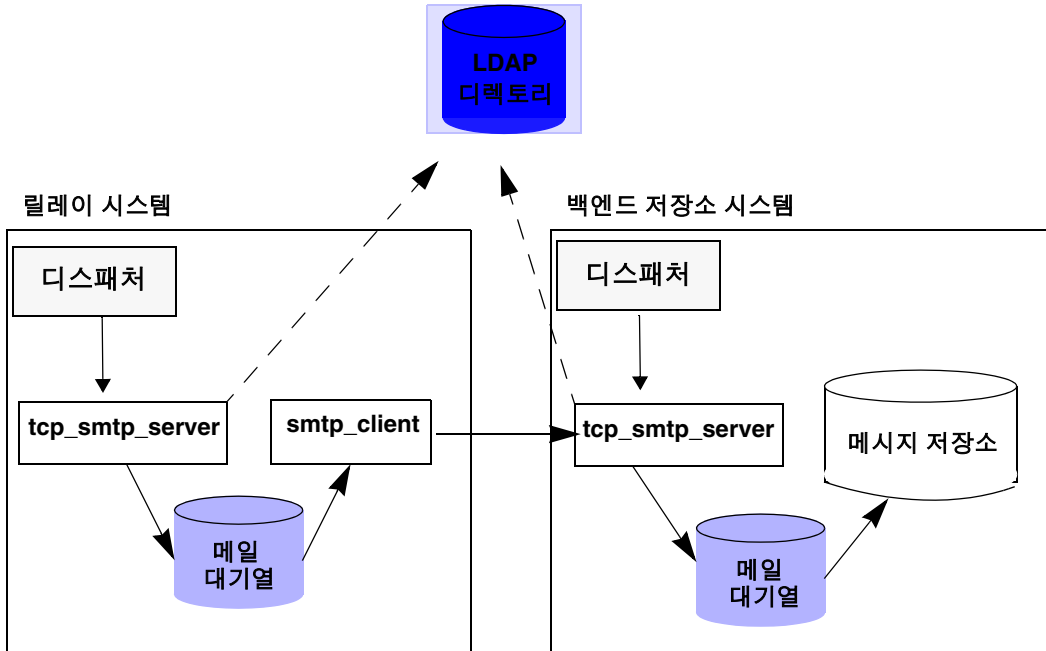 LDAP
디렉토리
릴레이 시스템
백엔드 저장소 시스템
디스패처
디스패처
tcp_smtp_server
smtp_client
tcp_smtp_server
메시지 저장소
메일
대기열
메일
대기열